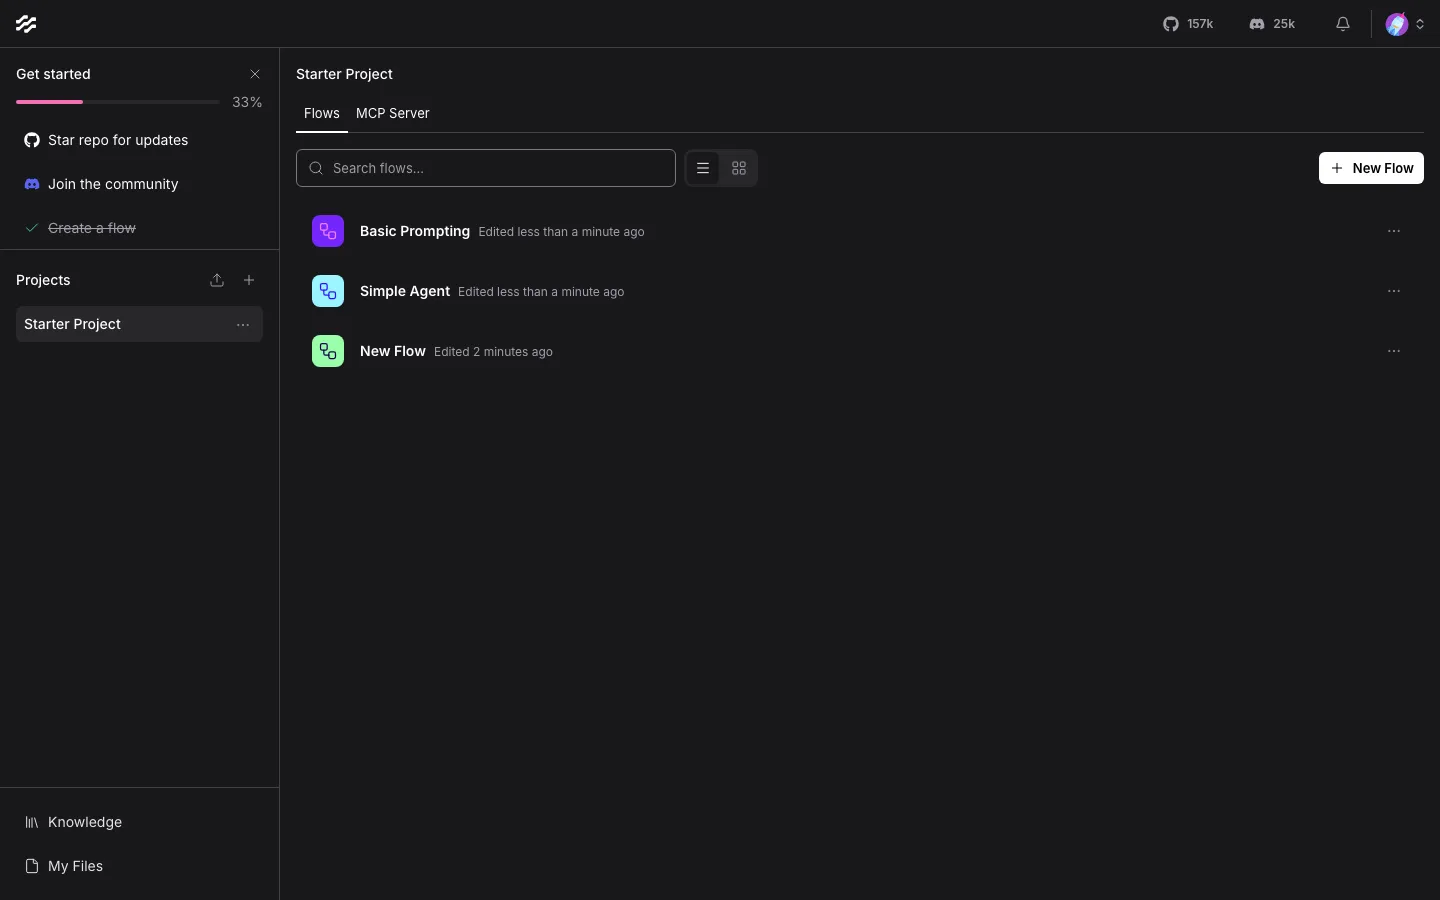 157k
25k
Get started
33%
Star repo for updates
Join the community
Create a flow
Projects
Starter Project
Knowledge
My Files
Starter Project
Flows MCP Server
Search flows...
New Flow
Basic Prompting Edited less than a minute ago
Simple Agent Edited less than a minute ago
New Flow Edited 2 minutes ago